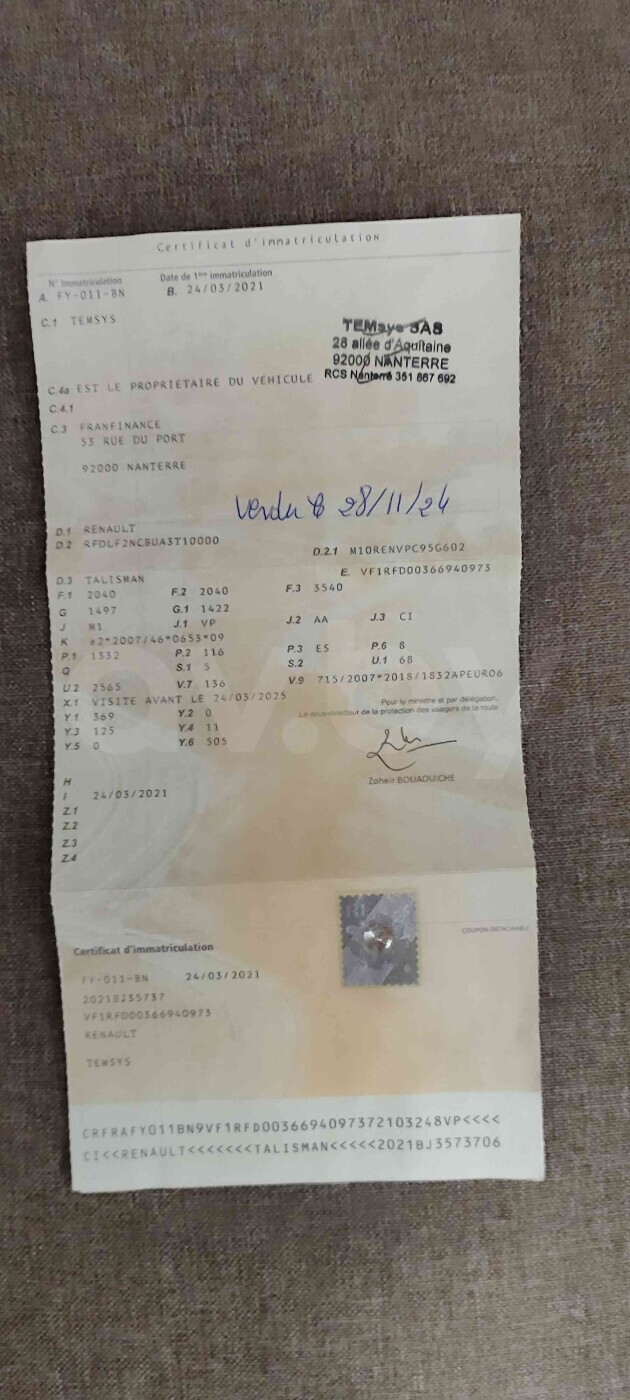 Certificat d'immatriculation
N° Immatriculation
A. FY-011-BN
Date de 1ère immatriculation
B. 24/03/2021
C.1 TEMSYS
TEMsys SAS
28 allée d'Aquitaine
92000 NANTERRE
RCS Nanterre 351 867 692
C.4a EST LE PROPRIETAIRE DU VÉHICULE
C.4.1
C.3 FRANFINANCE
53 RUE DU PORT
92000 NANTERRE
Vendu le 28/11/24
D.1 RENAULT
D.2 RFDLF2NCBUA3T10000
D.2.1 M10RENVPC95G602
D.3 TALISMAN
E. VF1RFD00366940973
F.1 2040 F.2 2040 F.3 3540
G 1497 G.1 1422
J M1 J.1 VP J.2 AA J.3 CI
K e2*2007/46*0653*09
P.1 1332 P.2 116 P.3 ES P.6 8
Q S.1 5 S.2 U.1 68
U.2 2565 V.7 136 V.9 715/2007*2018/1832APEURO6
X.1 VISITE AVANT LE 24/03/2025
Y.1 369 Y.2 0
Y.3 125 Y.4 11
Y.5 0 Y.6 505
Pour le ministre et par délégation,
Le sous-directeur de la protection des usagers de la route
Zoheir BOUAOUICHE
H
I 24/03/2021
Z.1
Z.2
Z.3
Z.4
av.by
COUPON DÉTACHABLE
Certificat d'immatriculation
FY-011-BN 24/03/2021
2021BJ35737
VF1RFD00366940973
RENAULT
TEMSYS
CRFRAFY011BN9VF1RFD00366940973721​03248VP<<<<
CI<<RENAULT<<<<<<<TALISMAN<<<<<2021BJ3573706